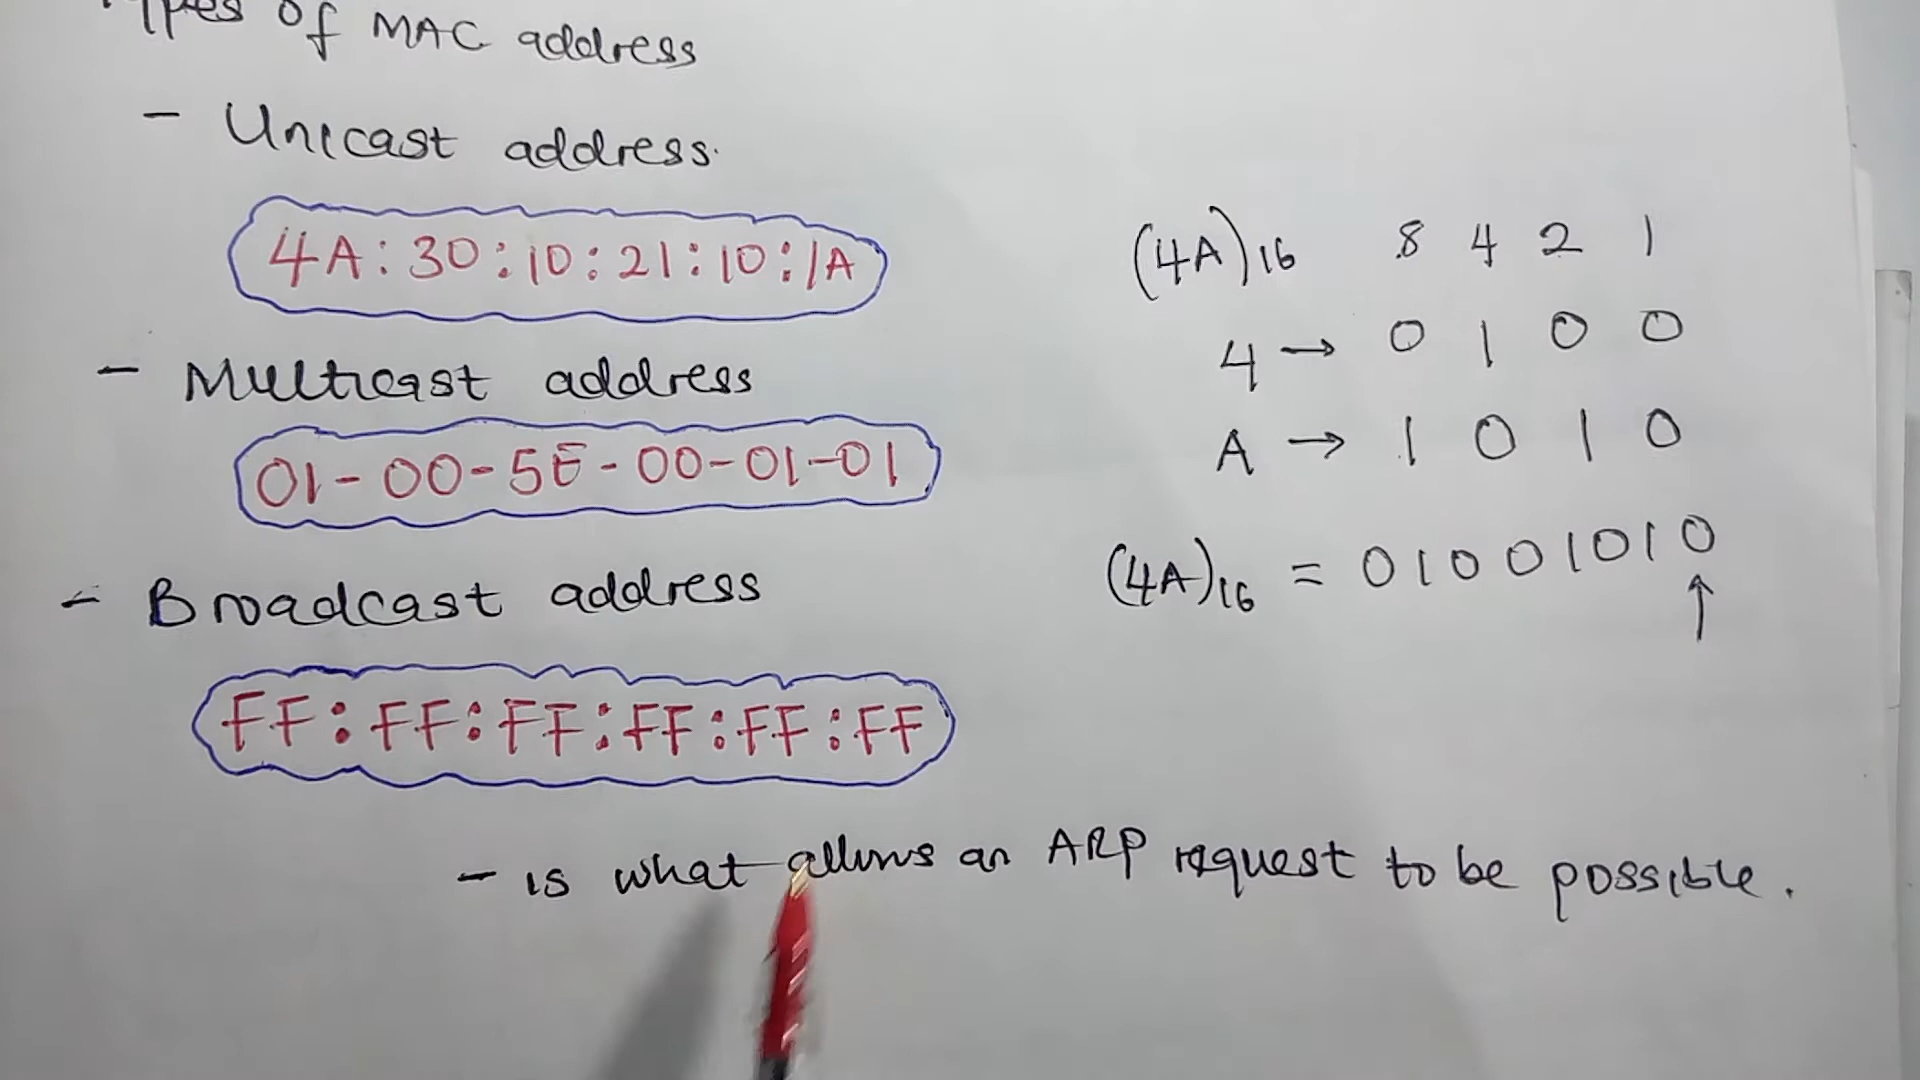 Types of MAC address
- Unicast address.
4A:30:10:21:10:1A
- Multicast address
01-00-5E-00-01-01
- Broadcast address
FF:FF:FF:FF:FF:FF
- is what allows an ARP request to be possible.
(4A)16 8 4 2 1
4 → 0 1 0 0
A → 1 0 1 0
(4A)16 = 01001010
↑